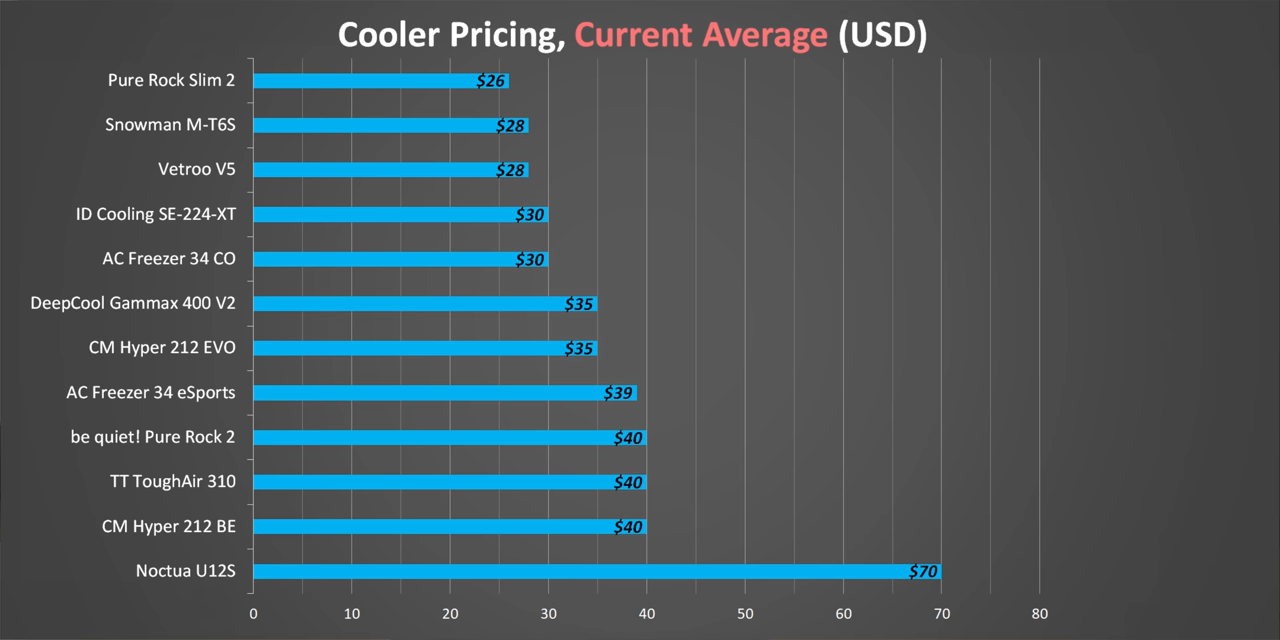 Cooler Pricing, Current Average (USD)
Pure Rock Slim 2 $26
Snowman M-T6S $28
Vetroo V5 $28
ID Cooling SE-224-XT $30
AC Freezer 34 CO $30
DeepCool Gammax 400 V2 $35
CM Hyper 212 EVO $35
AC Freezer 34 eSports $39
be quiet! Pure Rock 2 $40
TT ToughAir 310 $40
CM Hyper 212 BE $40
Noctua U12S $70
0 10 20 30 40 50 60 70 80